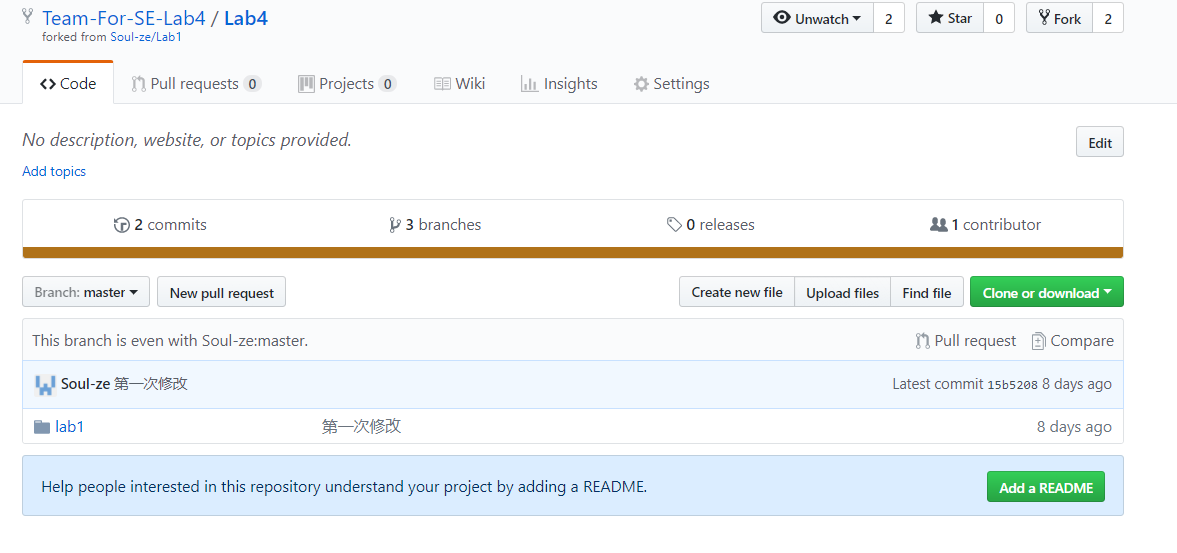 Team-For-SE-Lab4 / Lab4 Unwatch 2 Star 0 Fork 2
forked from Soul-ze/Lab1
Code Pull requests 0 Projects 0 Wiki Insights Settings
No description, website, or topics provided. Edit
Add topics
2 commits 3 branches 0 releases 1 contributor
Branch: master New pull request Create new file Upload files Find file Clone or download
This branch is even with Soul-ze:master. Pull request Compare
Soul-ze 第一次修改 Latest commit 15b5208 8 days ago
lab1 第一次修改 8 days ago
Help people interested in this repository understand your project by adding a README. Add a README